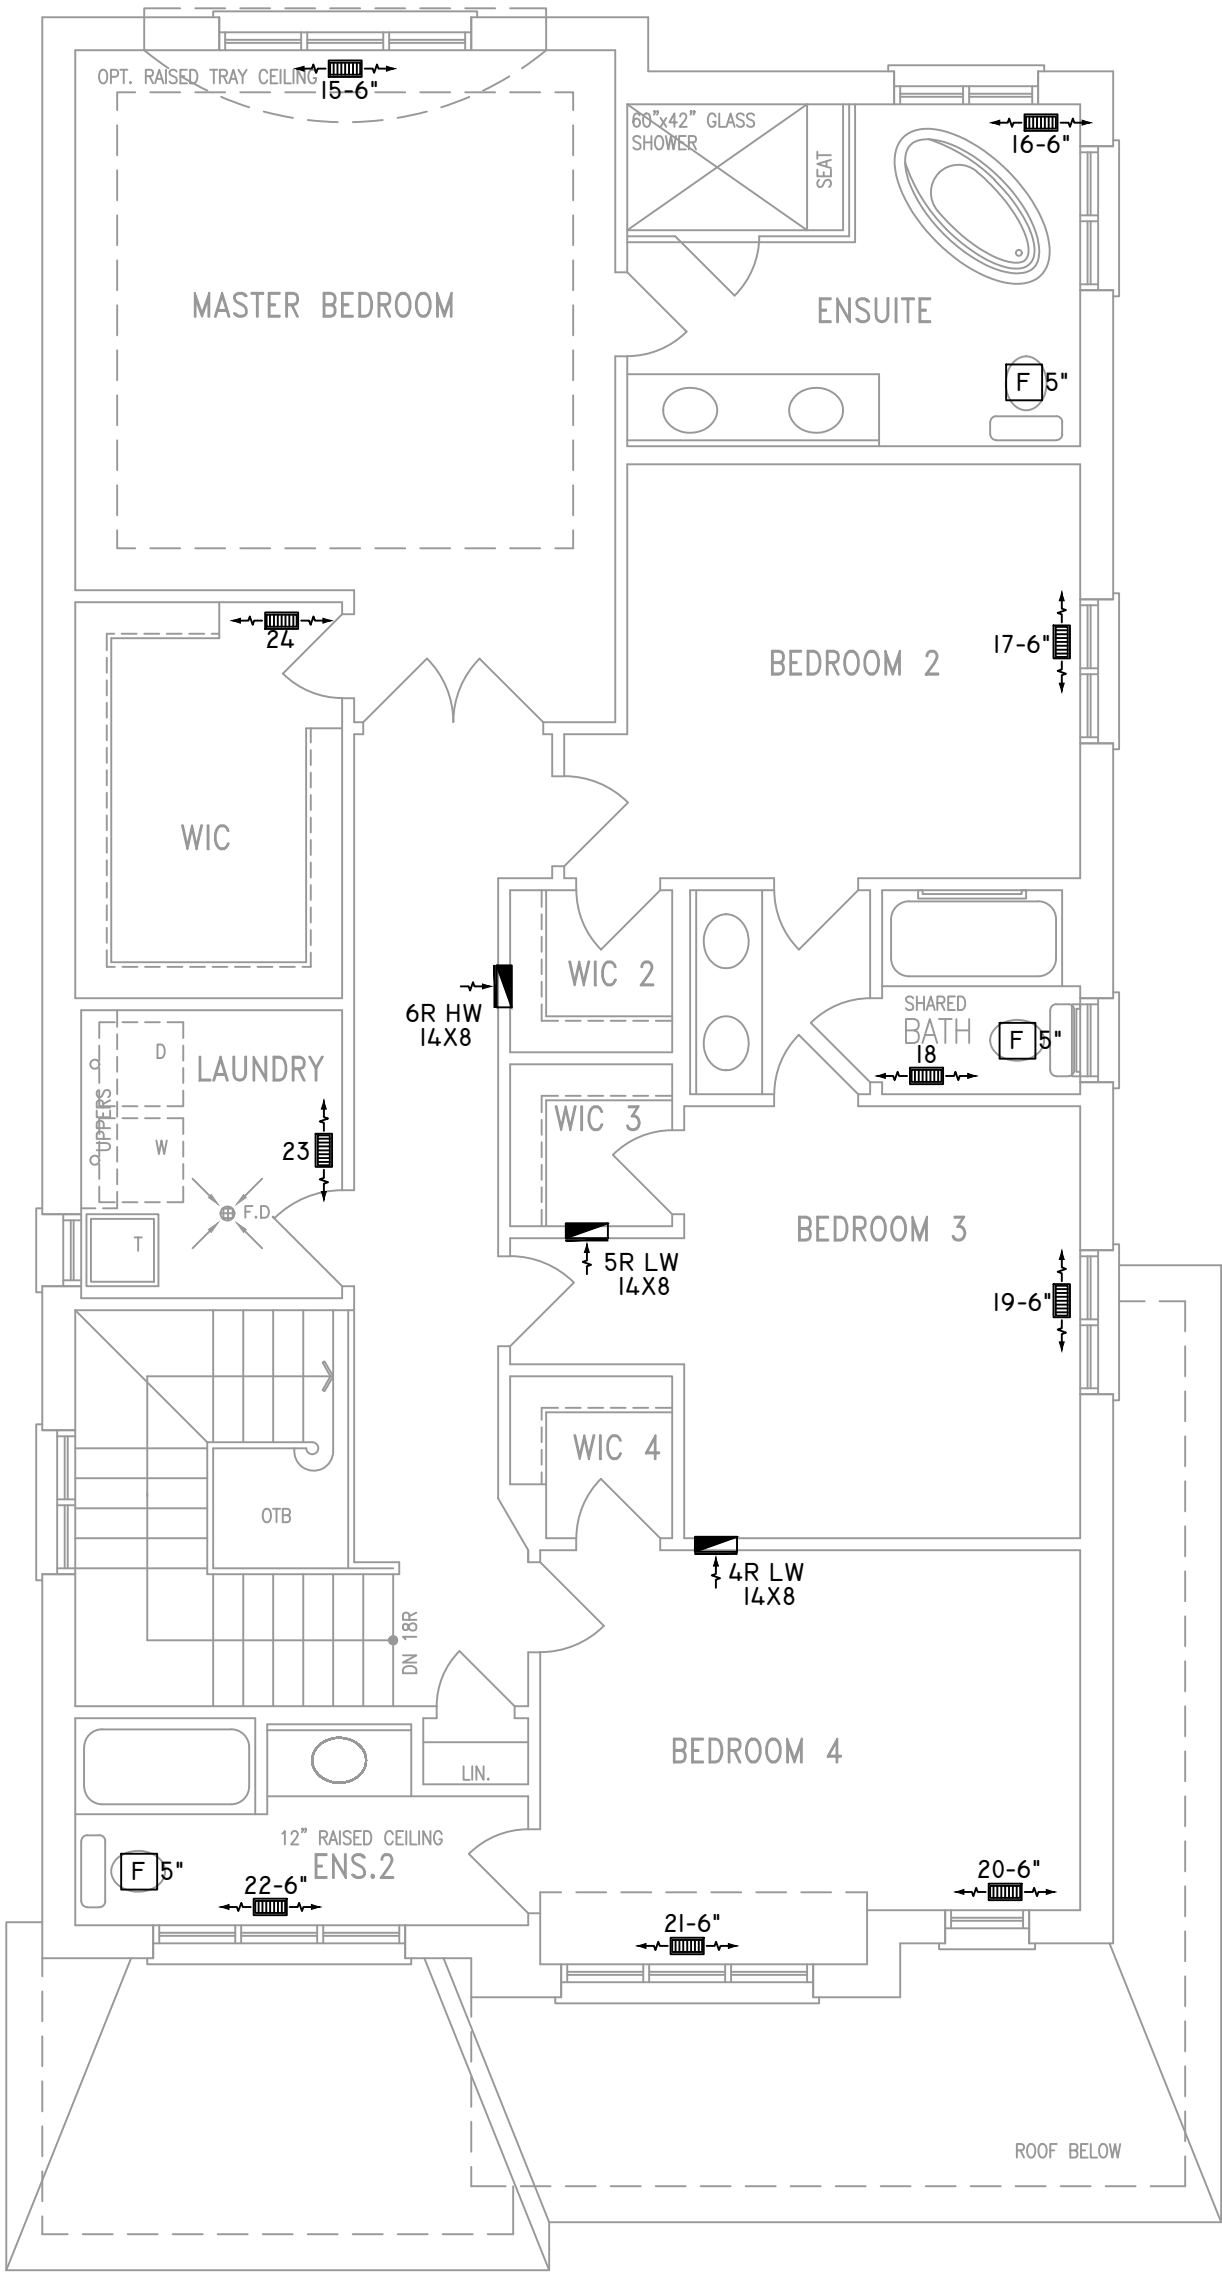 OPT. RAISED TRAY CEILING
15-6"
60"x42" GLASS
SHOWER
SEAT
16-6"
MASTER BEDROOM
ENSUITE
F 5"
24
BEDROOM 2
17-6"
WIC
WIC 2
6R HW
14X8
SHARED
BATH
F 5"
18
D
LAUNDRY
UPPERS
W
23
WIC 3
F.D.
T
BEDROOM 3
5R LW
14X8
19-6"
WIC 4
OTB
4R LW
14X8
DN 18R
BEDROOM 4
LIN.
12" RAISED CEILING
ENS.2
F 5"
22-6"
20-6"
21-6"
ROOF BELOW